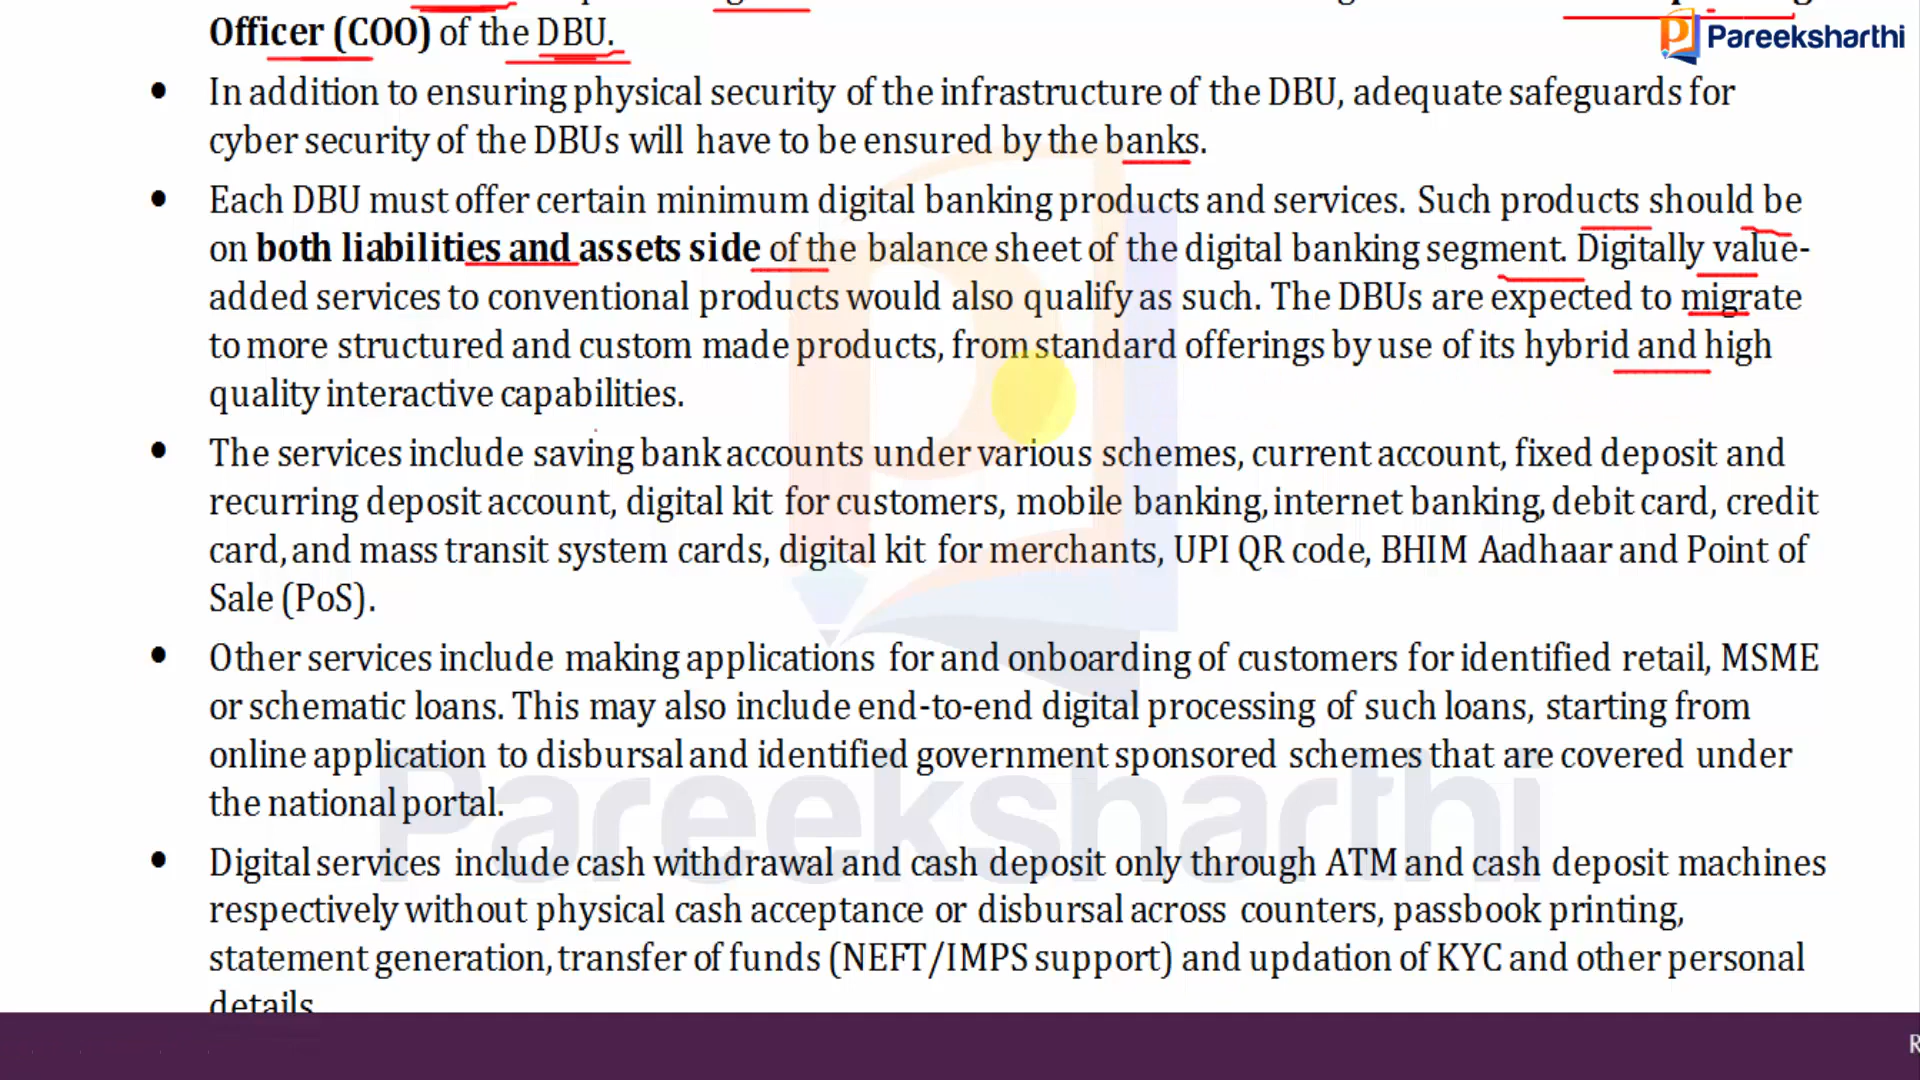 Officer (COO) of the DBU.
Pareeksharthi
• In addition to ensuring physical security of the infrastructure of the DBU, adequate safeguards for
cyber security of the DBUs will have to be ensured by the banks.
• Each DBU must offer certain minimum digital banking products and services. Such products should be
on both liabilities and assets side of the balance sheet of the digital banking segment. Digitally value-
added services to conventional products would also qualify as such. The DBUs are expected to migrate
to more structured and custom made products, from standard offerings by use of its hybrid and high
quality interactive capabilities.
• The services include saving bank accounts under various schemes, current account, fixed deposit and
recurring deposit account, digital kit for customers, mobile banking, internet banking, debit card, credit
card, and mass transit system cards, digital kit for merchants, UPI QR code, BHIM Aadhaar and Point of
Sale (PoS).
• Other services include making applications for and onboarding of customers for identified retail, MSME
or schematic loans. This may also include end-to-end digital processing of such loans, starting from
online application to disbursal and identified government sponsored schemes that are covered under
the national portal.
Pareeksharthi
• Digital services include cash withdrawal and cash deposit only through ATM and cash deposit machines
respectively without physical cash acceptance or disbursal across counters, passbook printing,
statement generation, transfer of funds (NEFT/IMPS support) and updation of KYC and other personal
details.